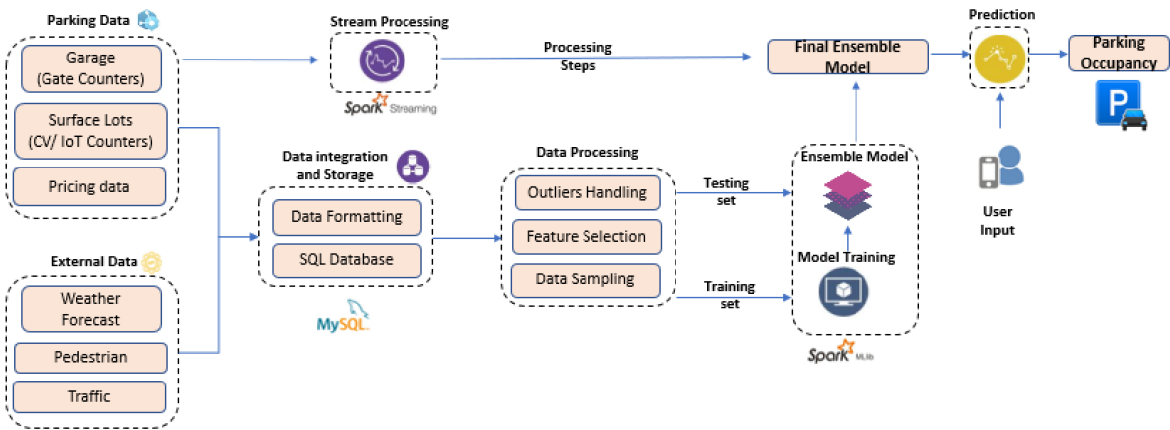 Parking Data
Garage
(Gate Counters)
Surface Lots
(CV/ IoT Counters)
Pricing data
External Data
Weather
Forecast
Pedestrian
Traffic
Stream Processing
Spark Streaming
Data integration
and Storage
Data Formatting
SQL Database
MySQL
Processing
Steps
Data Processing
Outliers Handling
Feature Selection
Data Sampling
Testing
set
Training
set
Final Ensemble
Model
Ensemble Model
Model Training
Spark MLlib
Prediction
User
Input
Parking
Occupancy
P